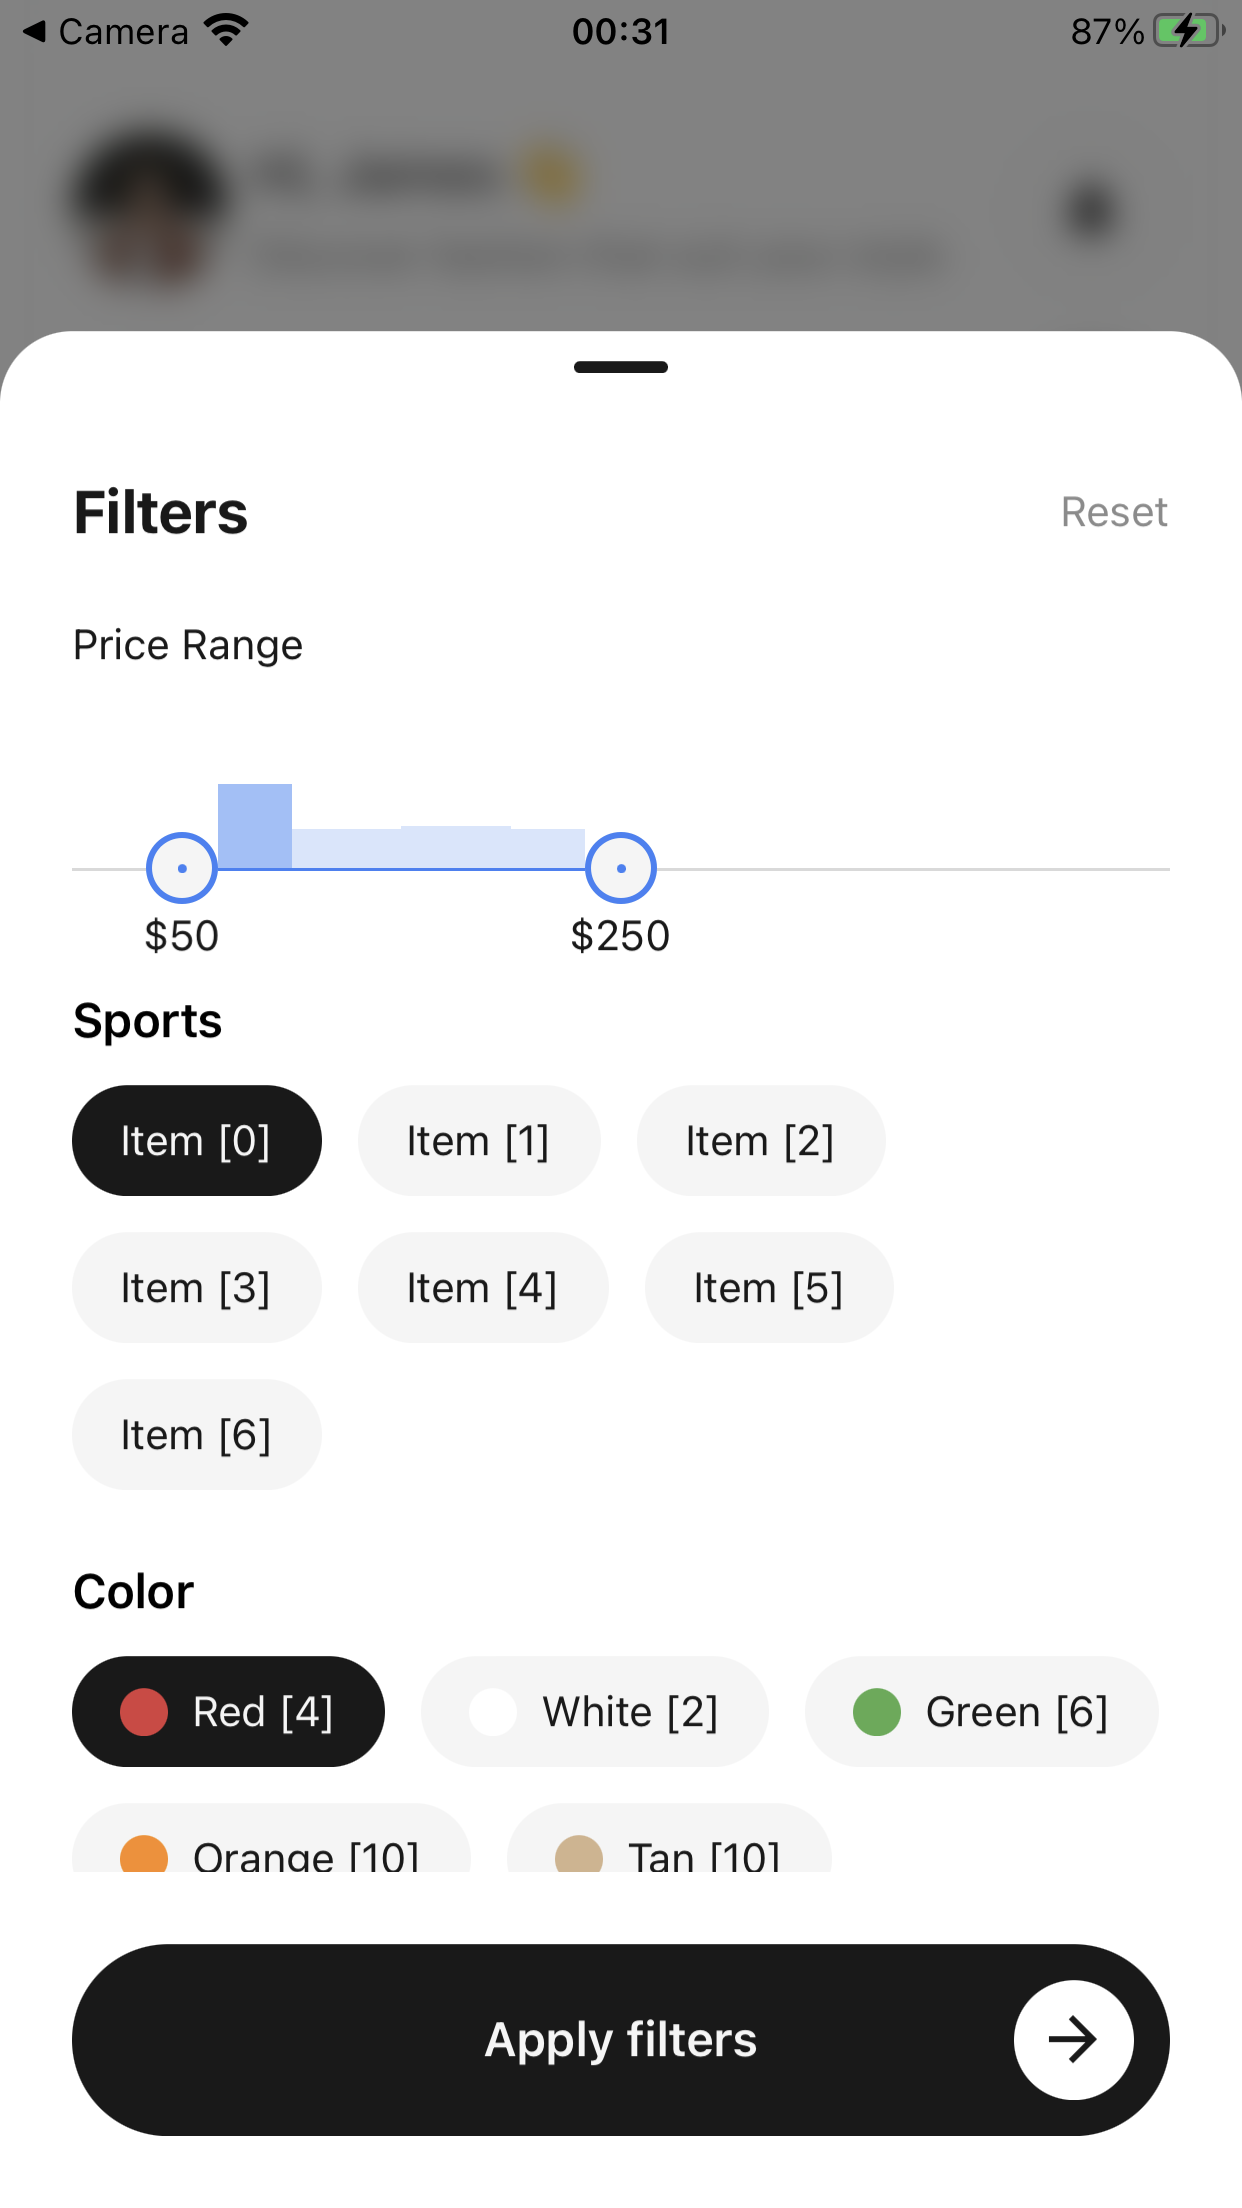 Camera
00:31
87%
Filters
Reset
Price Range
$50
$250
Sports
Item [0]
Item [1]
Item [2]
Item [3]
Item [4]
Item [5]
Item [6]
Color
Red [4]
White [2]
Green [6]
Orange [10]
Tan [10]
Apply filters